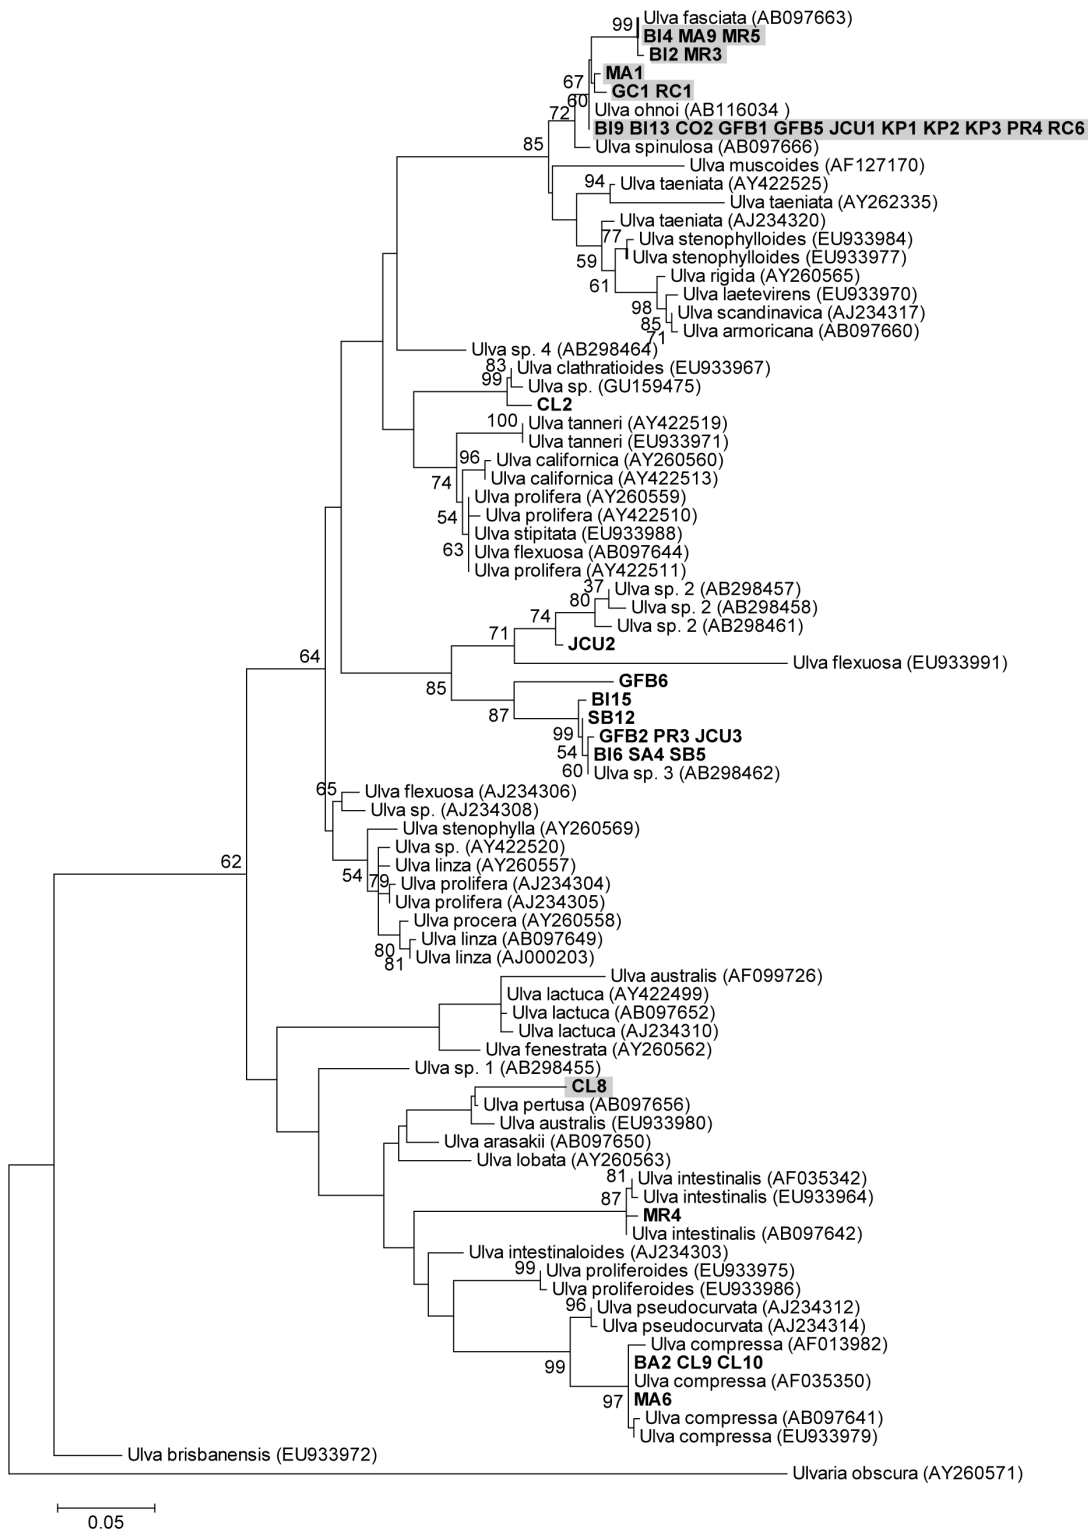 99
Ulva fasciata (AB097663)
BI4 MA9 MR5
BI2 MR3
MA1
67
GC1 RC1
60
Ulva ohnoi (AB116034 )
72
BI9 BI13 CO2 GFB1 GFB5 JCU1 KP1 KP2 KP3 PR4 RC6
85
Ulva spinulosa (AB097666)
Ulva muscoides (AF127170)
94
Ulva taeniata (AY422525)
Ulva taeniata (AY262335)
Ulva taeniata (AJ234320)
77
Ulva stenophylloides (EU933984)
Ulva stenophylloides (EU933977)
59
Ulva rigida (AY260565)
61
Ulva laetevirens (EU933970)
98
Ulva scandinavica (AJ234317)
85
Ulva armoricana (AB097660)
71
Ulva sp. 4 (AB298464)
83
Ulva clathratioides (EU933967)
99
Ulva sp. (GU159475)
CL2
100
Ulva tanneri (AY422519)
Ulva tanneri (EU933971)
96
Ulva californica (AY260560)
74
Ulva californica (AY422513)
Ulva prolifera (AY260559)
54
Ulva prolifera (AY422510)
Ulva stipitata (EU933988)
63
Ulva flexuosa (AB097644)
Ulva prolifera (AY422511)
37
Ulva sp. 2 (AB298457)
80
Ulva sp. 2 (AB298458)
74
Ulva sp. 2 (AB298461)
71
JCU2
64
Ulva flexuosa (EU933991)
85
GFB6
BI15
87
SB12
99
GFB2 PR3 JCU3
54
BI6 SA4 SB5
60
Ulva sp. 3 (AB298462)
65
Ulva flexuosa (AJ234306)
Ulva sp. (AJ234308)
Ulva stenophylla (AY260569)
Ulva sp. (AY422520)
62
Ulva linza (AY260557)
54
79
Ulva prolifera (AJ234304)
Ulva prolifera (AJ234305)
Ulva procera (AY260558)
Ulva linza (AB097649)
80
Ulva linza (AJ000203)
81
Ulva australis (AF099726)
Ulva lactuca (AY422499)
Ulva lactuca (AB097652)
Ulva lactuca (AJ234310)
Ulva fenestrata (AY260562)
Ulva sp. 1 (AB298455)
CL8
Ulva pertusa (AB097656)
Ulva australis (EU933980)
Ulva arasakii (AB097650)
Ulva lobata (AY260563)
81
Ulva intestinalis (AF035342)
87
Ulva intestinalis (EU933964)
MR4
Ulva intestinalis (AB097642)
Ulva intestinaloides (AJ234303)
99
Ulva proliferoides (EU933975)
Ulva proliferoides (EU933986)
96
Ulva pseudocurvata (AJ234312)
Ulva pseudocurvata (AJ234314)
Ulva compressa (AF013982)
99
BA2 CL9 CL10
Ulva compressa (AF035350)
97
MA6
Ulva compressa (AB097641)
Ulva compressa (EU933979)
Ulva brisbanensis (EU933972)
Ulvaria obscura (AY260571)
0.05